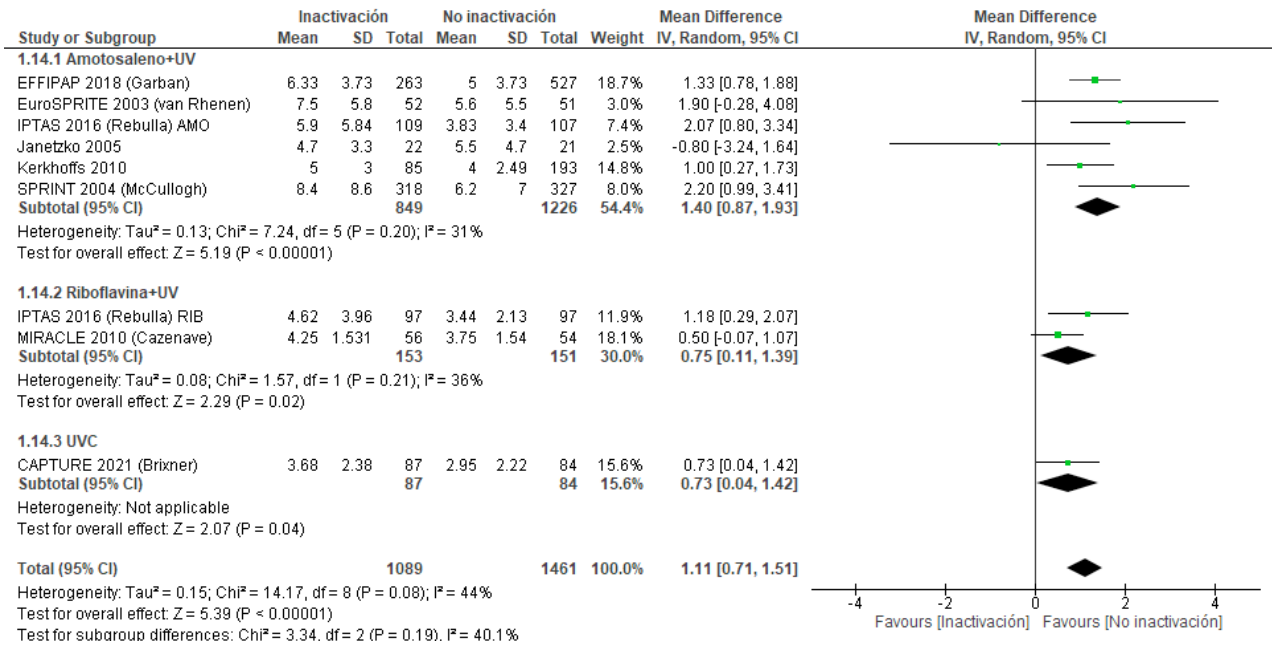 Inactivación No inactivación Mean Difference Mean Difference
Study or Subgroup Mean SD Total Mean SD Total Weight IV, Random, 95% CI IV, Random, 95% CI
1.14.1 Amotosaleno+UV
EFFIPAP 2018 (Garban) 6.33 3.73 263 5 3.73 527 18.7% 1.33 [0.78, 1.88]
EuroSPRITE 2003 (van Rhenen) 7.5 5.8 52 5.6 5.5 51 3.0% 1.90 [-0.28, 4.08]
IPTAS 2016 (Rebulla) AMO 5.9 5.84 109 3.83 3.4 107 7.4% 2.07 [0.80, 3.34]
Janetzko 2005 4.7 3.3 22 5.5 4.7 21 2.5% -0.80 [-3.24, 1.64]
Kerkhoffs 2010 5 3 85 4 2.49 193 14.8% 1.00 [0.27, 1.73]
SPRINT 2004 (McCullogh) 8.4 8.6 318 6.2 7 327 8.0% 2.20 [0.99, 3.41]
Subtotal (95% CI) 849 1226 54.4% 1.40 [0.87, 1.93]
Heterogeneity: Tau² = 0.13; Chi² = 7.24, df = 5 (P = 0.20); I² = 31%
Test for overall effect: Z = 5.19 (P < 0.00001)
1.14.2 Riboflavina+UV
IPTAS 2016 (Rebulla) RIB 4.62 3.96 97 3.44 2.13 97 11.9% 1.18 [0.29, 2.07]
MIRACLE 2010 (Cazenave) 4.25 1.531 56 3.75 1.54 54 18.1% 0.50 [-0.07, 1.07]
Subtotal (95% CI) 153 151 30.0% 0.75 [0.11, 1.39]
Heterogeneity: Tau² = 0.08; Chi² = 1.57, df = 1 (P = 0.21); I² = 36%
Test for overall effect: Z = 2.29 (P = 0.02)
1.14.3 UVC
CAPTURE 2021 (Brixner) 3.68 2.38 87 2.95 2.22 84 15.6% 0.73 [0.04, 1.42]
Subtotal (95% CI) 87 84 15.6% 0.73 [0.04, 1.42]
Heterogeneity: Not applicable
Test for overall effect: Z = 2.07 (P = 0.04)
Total (95% CI) 1089 1461 100.0% 1.11 [0.71, 1.51]
Heterogeneity: Tau² = 0.15; Chi² = 14.17, df = 8 (P = 0.08); I² = 44%
Test for overall effect: Z = 5.39 (P < 0.00001)
Test for subgroup differences: Chi² = 3.34, df = 2 (P = 0.19), I² = 40.1%
-4 -2 0 2 4
Favours [Inactivación] Favours [No inactivación]